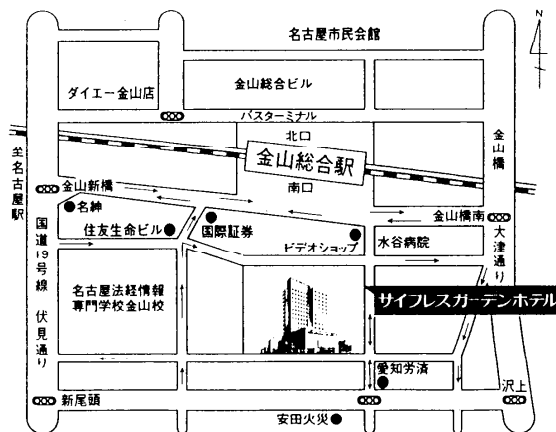 名古屋市民会館
N
金山総合ビル
ダイエー金山店
バスターミナル
北口
金山総合駅
南口
金山橋
至名古屋駅
金山新橋
名紳
住友生命ビル
国際証券
ビデオショップ
金山橋南
水谷病院
国道19号線 伏見通り
大津通り
名古屋法経情報
専門学校金山校
サイプレスガーデンホテル
愛知労済
新尾頭
沢上
安田火災